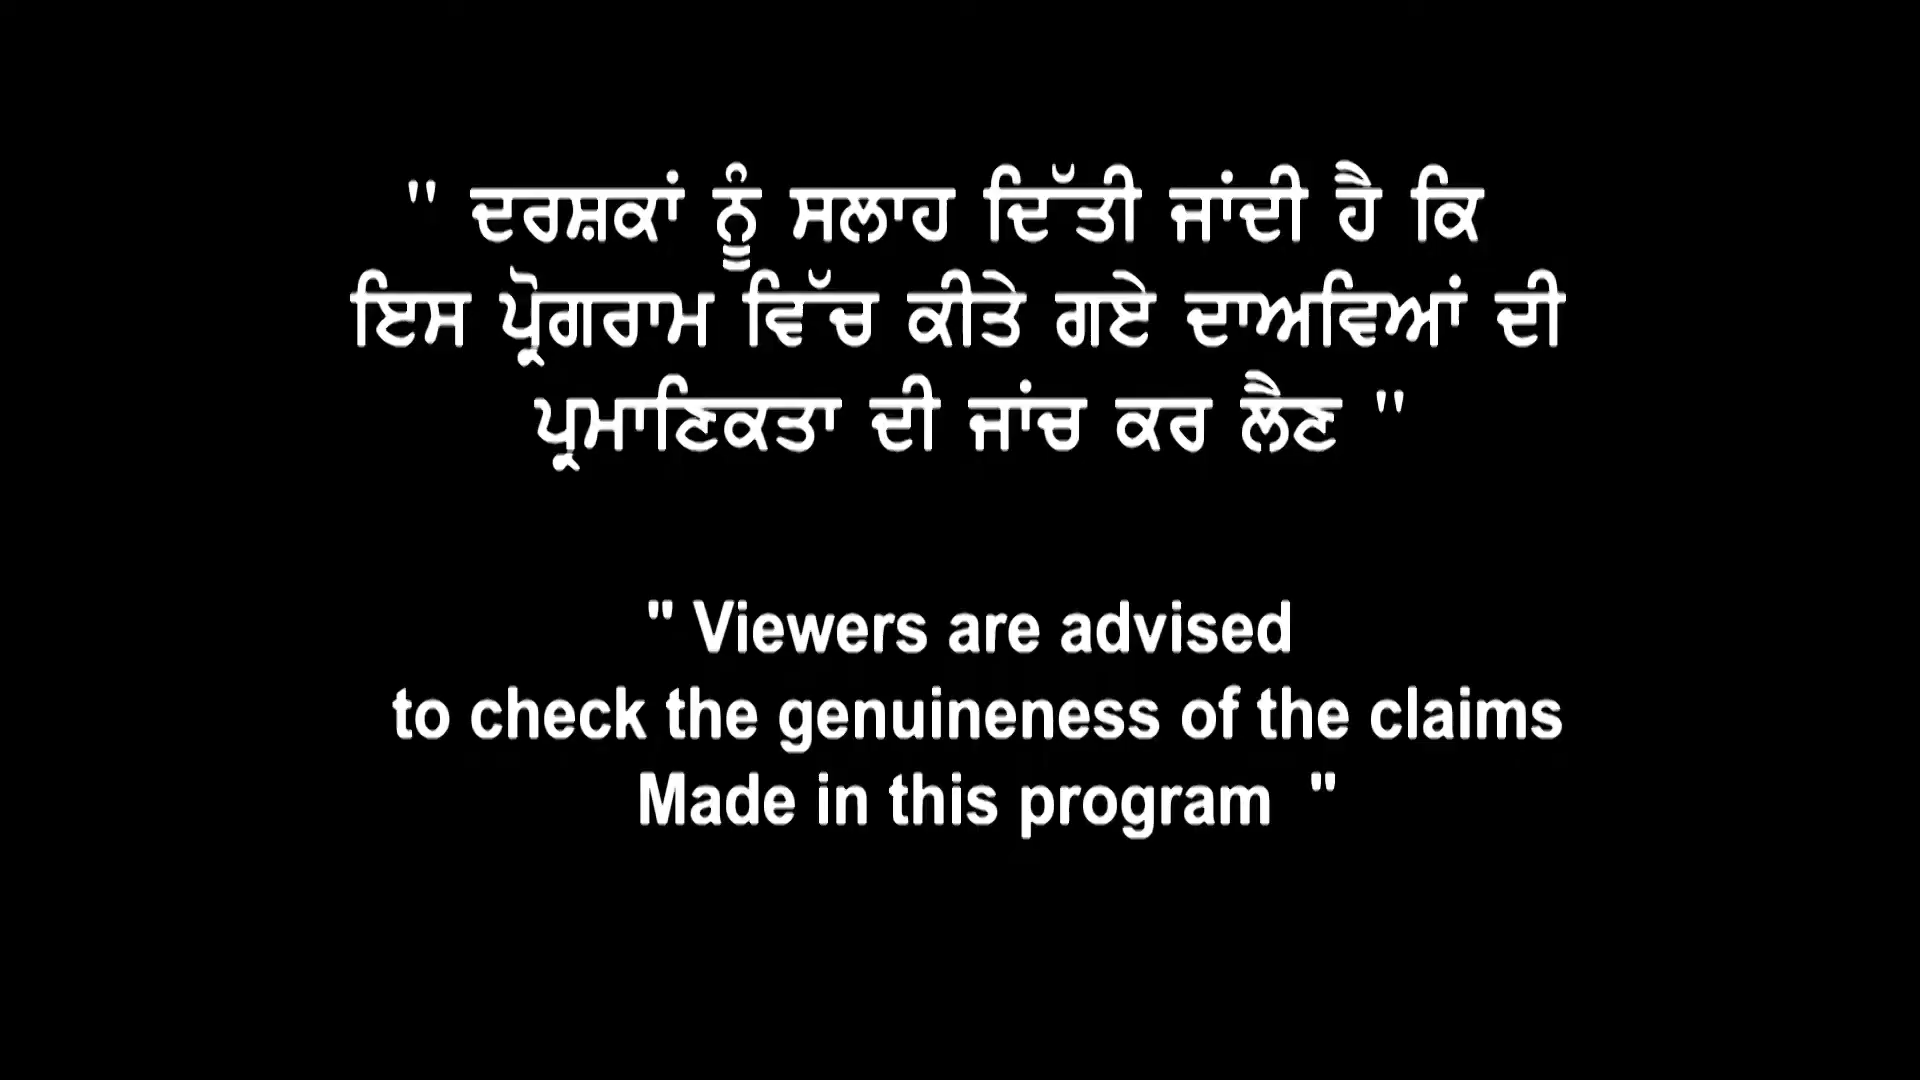 " ਦਰਸ਼ਕਾਂ ਨੂੰ ਸਲਾਹ ਦਿੱਤੀ ਜਾਂਦੀ ਹੈ ਕਿ
ਇਸ ਪ੍ਰੋਗਰਾਮ ਵਿੱਚ ਕੀਤੇ ਗਏ ਦਾਅਵਿਆਂ ਦੀ
ਪ੍ਰਮਾਣਿਕਤਾ ਦੀ ਜਾਂਚ ਕਰ ਲੈਣ "
" Viewers are advised
to check the genuineness of the claims
Made in this program "